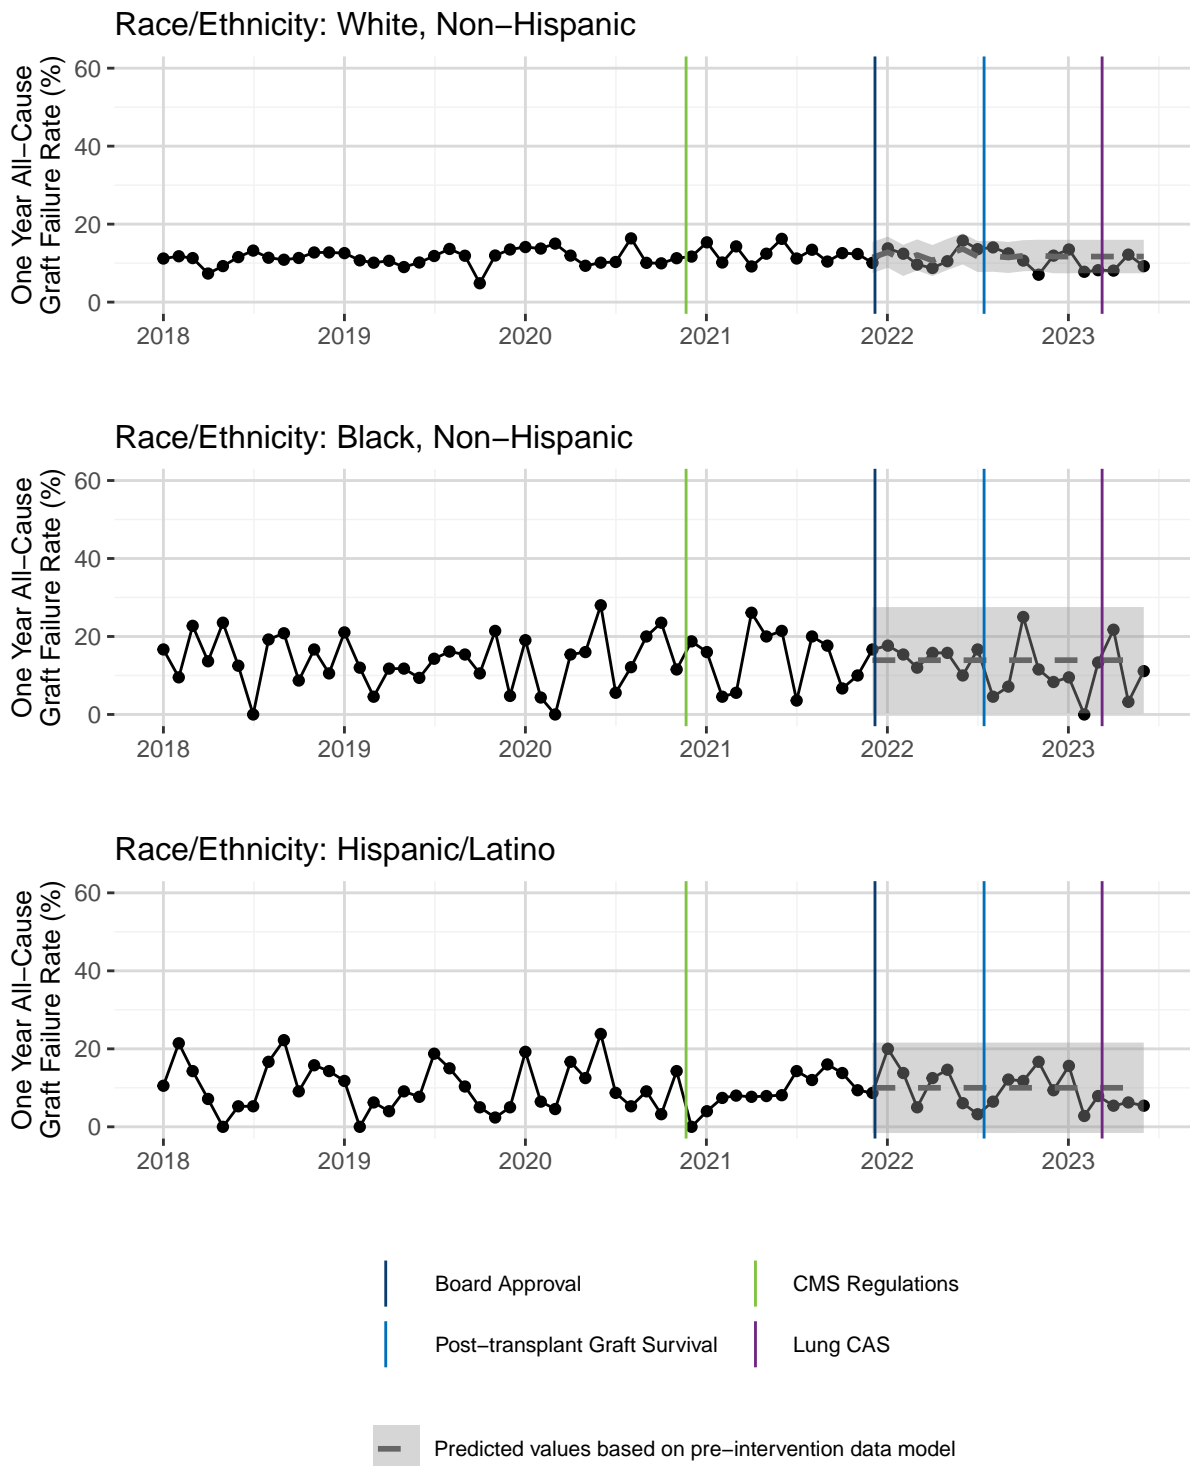 Race/Ethnicity: White, Non−Hispanic
One Year All−Cause
Graft Failure Rate (%)
60
40
20
0
2018 2019 2020 2021 2022 2023
Race/Ethnicity: Black, Non−Hispanic
One Year All−Cause
Graft Failure Rate (%)
60
40
20
0
2018 2019 2020 2021 2022 2023
Race/Ethnicity: Hispanic/Latino
One Year All−Cause
Graft Failure Rate (%)
60
40
20
0
2018 2019 2020 2021 2022 2023
Board Approval
CMS Regulations
Post−transplant Graft Survival
Lung CAS
Predicted values based on pre−intervention data model